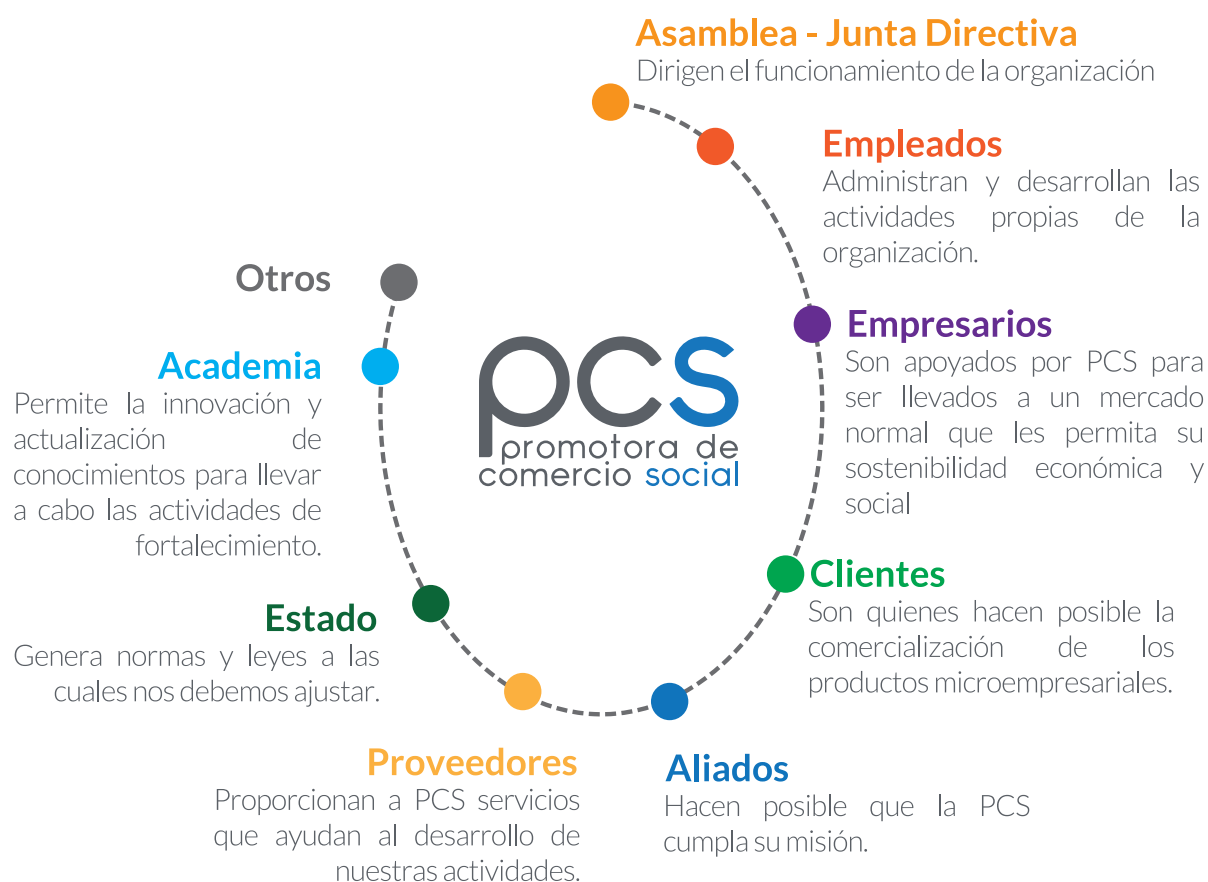 Asamblea - Junta Directiva
Dirigen el funcionamiento de la organización
Empleados
Administran y desarrollan las
actividades propias de la
organización.
Empresarios
Son apoyados por PCS para
ser llevados a un mercado
normal que les permita su
sostenibilidad económica y
social
Clientes
Son quienes hacen posible la
comercialización de los
productos microempresariales.
Aliados
Hacen posible que la PCS
cumpla su misión.
Proveedores
Proporcionan a PCS servicios
que ayudan al desarrollo de
nuestras actividades.
Estado
Genera normas y leyes a las
cuales nos debemos ajustar.
Academia
Permite la innovación y
actualización de
conocimientos para llevar
a cabo las actividades de
fortalecimiento.
Otros
pcs
promotora de
comercio social